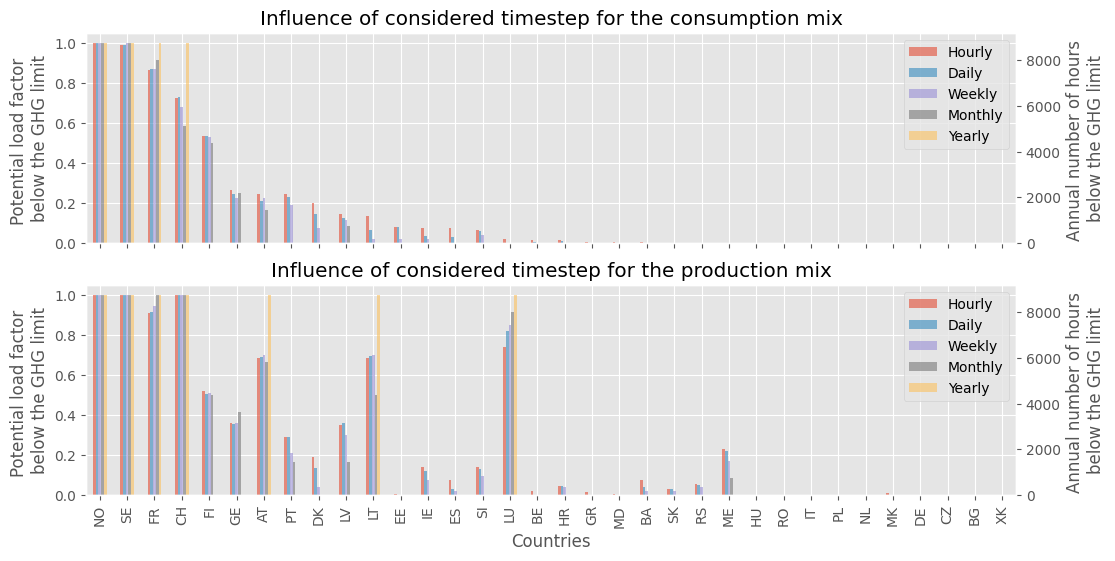 Influence of considered timestep for the consumption mix
Potential load factor
below the GHG limit
1.0
0.8
0.6
0.4
0.2
0.0
Hourly
Daily
Weekly
Monthly
Yearly
8000
6000
4000
2000
0
Annual number of hours
below the GHG limit
Influence of considered timestep for the production mix
Potential load factor
below the GHG limit
1.0
0.8
0.6
0.4
0.2
0.0
Hourly
Daily
Weekly
Monthly
Yearly
8000
6000
4000
2000
0
Annual number of hours
below the GHG limit
NO SE FR CH FI GE AT PT DK LV LT EE IE ES SI LU BE HR GR MD BA SK RS ME HU RO IT PL NL MK DE CZ BG XK
Countries